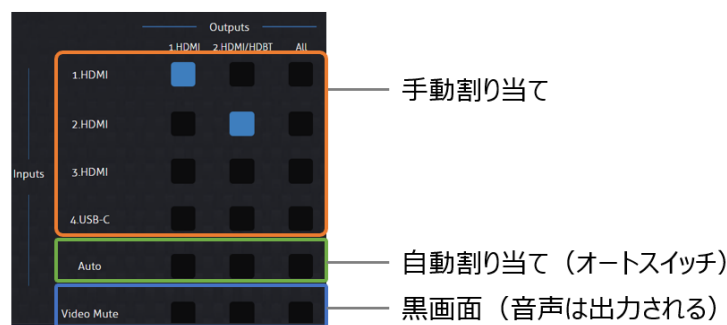 Outputs
1.HDMI 2.HDMI/HDBT All
1.HDMI
手動割り当て
2.HDMI
Inputs
3.HDMI
4.USB-C
Auto
自動割り当て（オートスイッチ）
Video Mute
黒画面（音声は出力される）